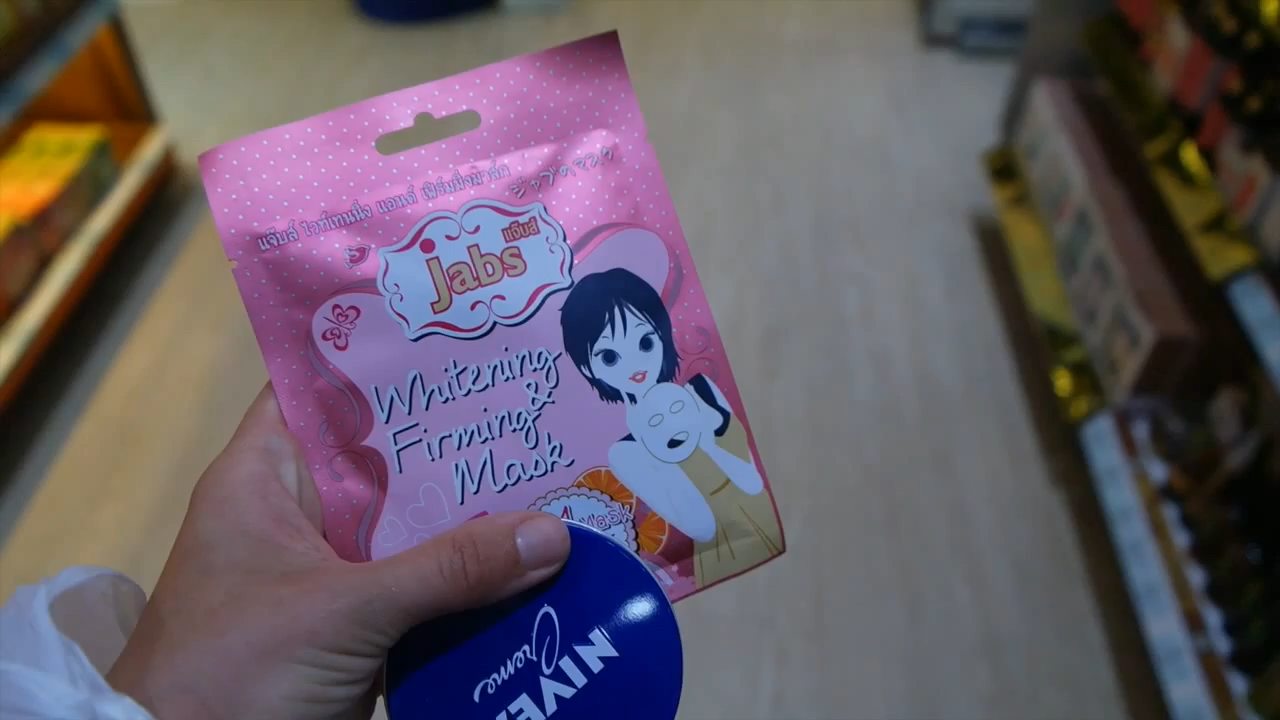 แจ๊บส์ ไวท์เทนนิ่ง แอนด์ เฟิร์มมิ่งมาส์ก
ジャブのマスク
แจ๊บส์
jabs
Whitening
&
Firming
Mask
1 Mask
NIVEA
Creme